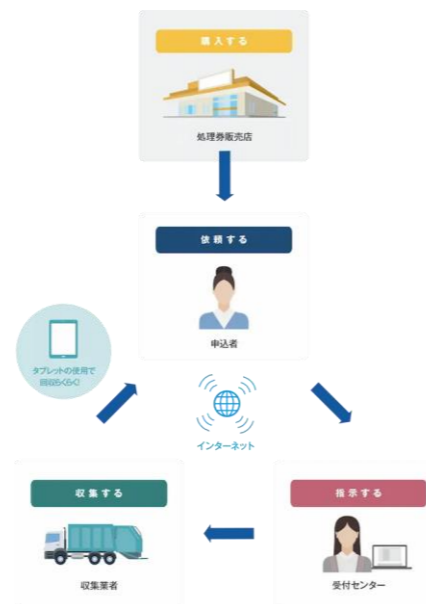 購入する
処理券販売店
依頼する
申込者
タブレットの使用で
インターネット
収集する
指示する
収集業者
受付センター